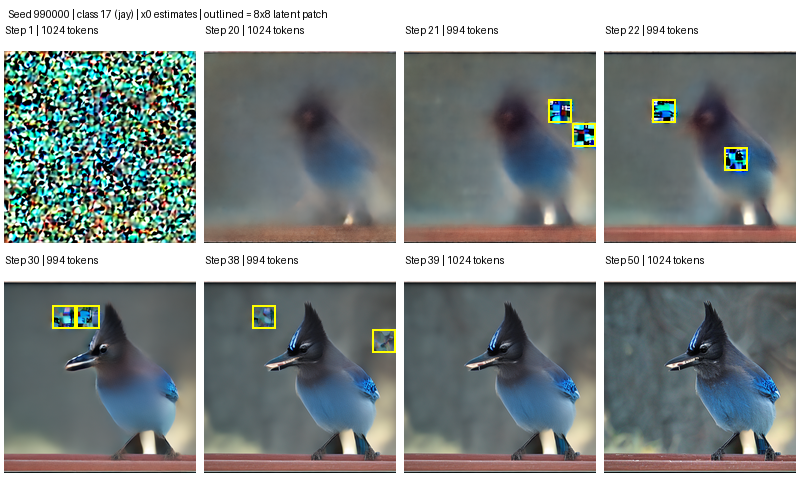 Seed 990000 | class 17 (jay) | x0 estimates | outlined = 8x8 latent patch
Step 1 | 1024 tokens
Step 20 | 1024 tokens
Step 21 | 994 tokens
Step 22 | 994 tokens
Step 30 | 994 tokens
Step 38 | 994 tokens
Step 39 | 1024 tokens
Step 50 | 1024 tokens